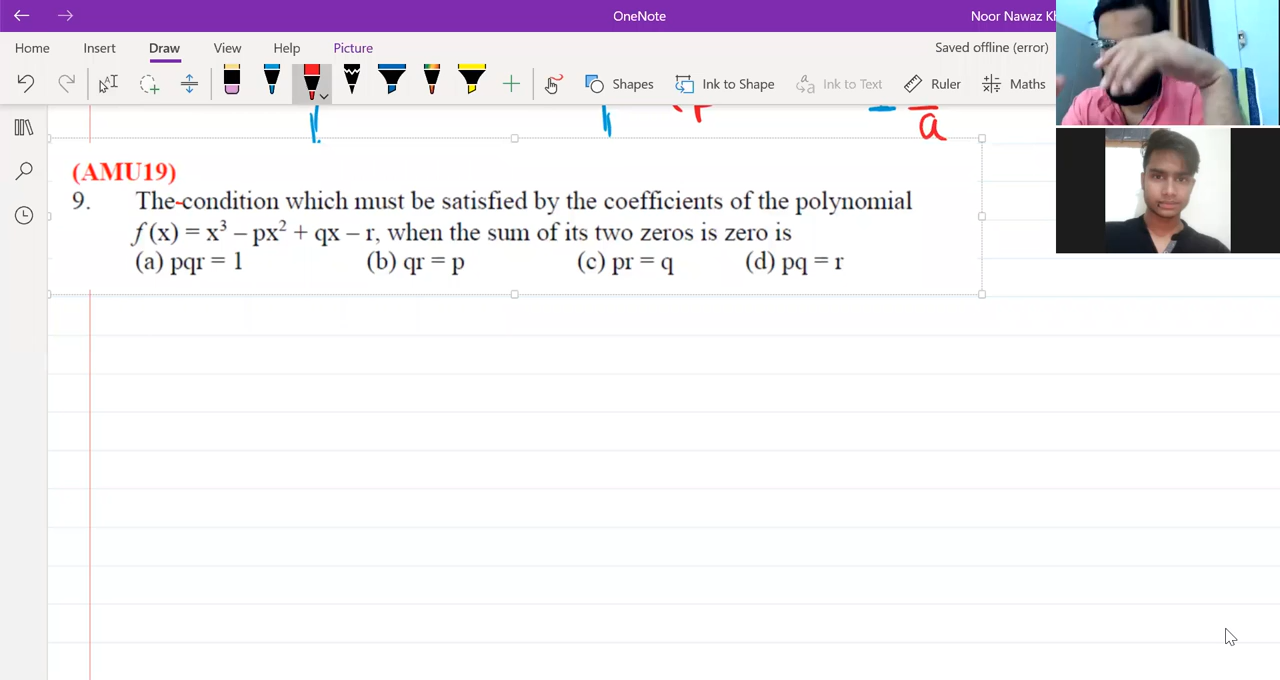 OneNote
Noor Nawaz Kh
Home Insert Draw View Help Picture
Saved offline (error)
Shapes Ink to Shape Ink to Text Ruler Maths
a
(AMU19)
9. The condition which must be satisfied by the coefficients of the polynomial
f(x) = x³ – px² + qx – r, when the sum of its two zeros is zero is
(a) pqr = 1 (b) qr = p (c) pr = q (d) pq = r